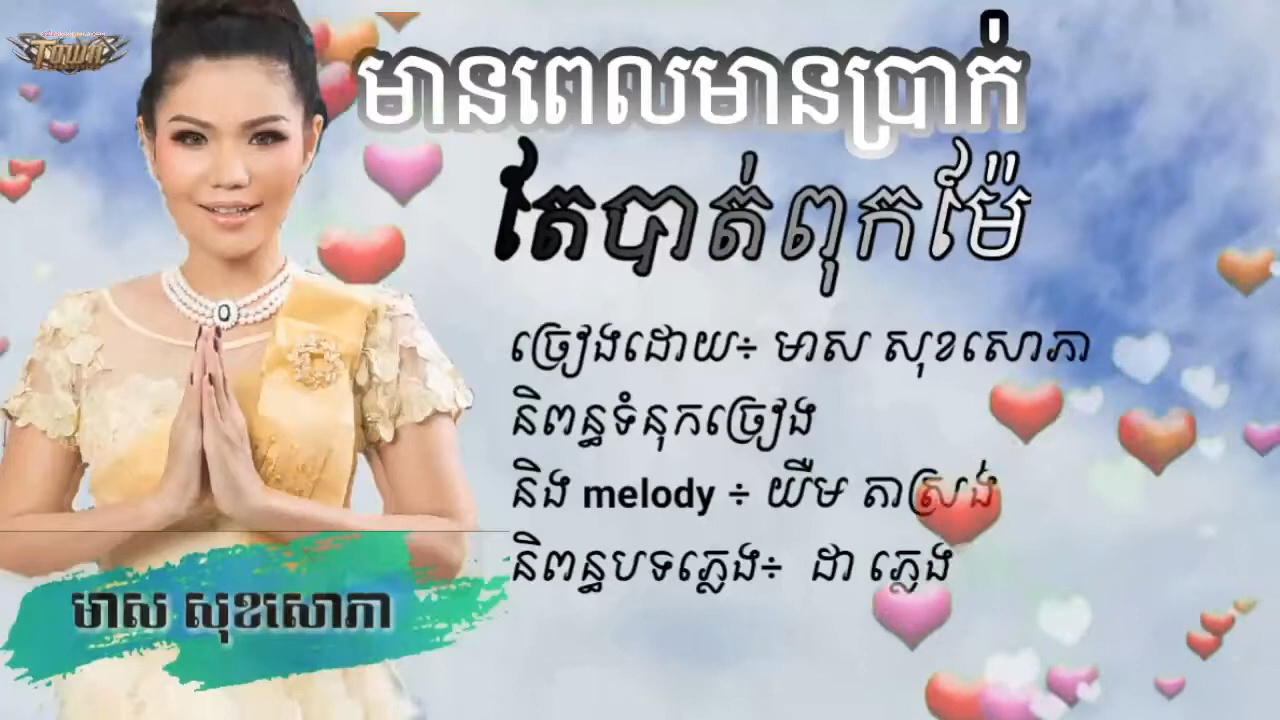 TOWN
មានពេលមានប្រាក់
តែបាត់ពុកម៉ែ
ច្រៀងដោយ÷ មាស សុខសោភា
និពន្ធទំនុកច្រៀង
និង melody ÷ យឹម តាស្រង់
និពន្ធបទភ្លេង÷ ដា ភ្លេង
មាស សុខសោភា